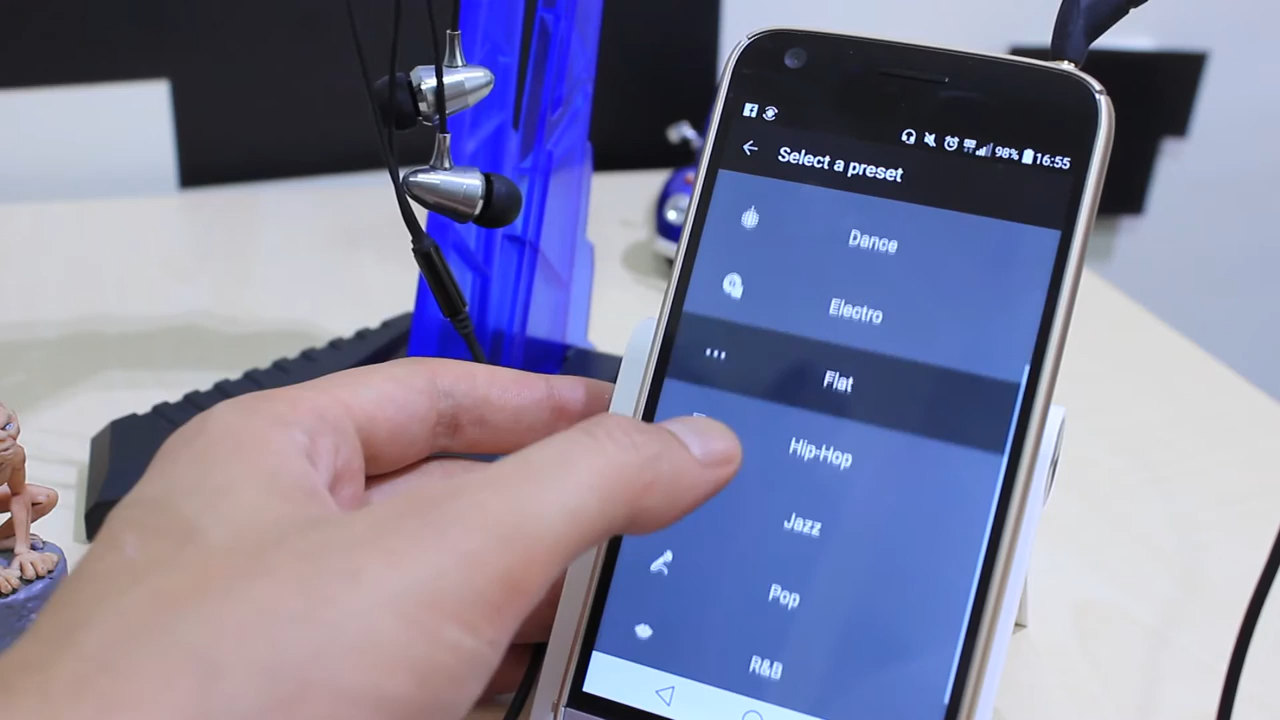 98% 16:55
Select a preset
Dance
Electro
Flat
Hip-Hop
Jazz
Pop
R&B